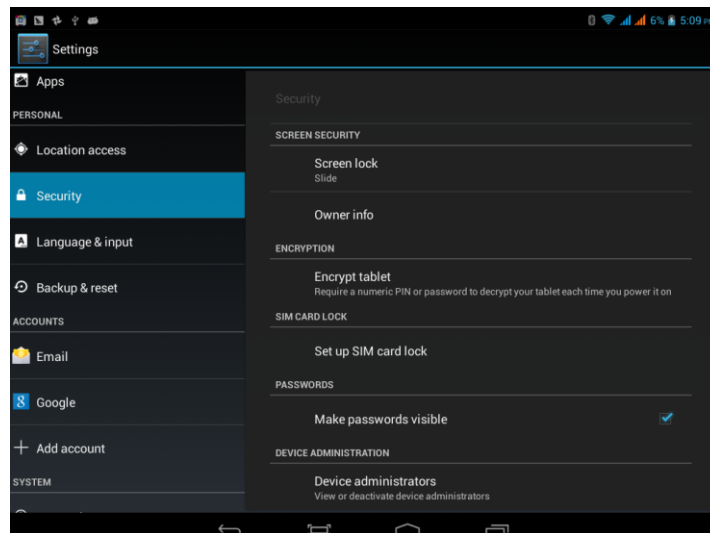 6% 5:09 P
Settings
Apps
PERSONAL
Location access
Security
Language & input
Backup & reset
ACCOUNTS
Email
Google
Add account
SYSTEM
Security
SCREEN SECURITY
Screen lock
Slide
Owner info
ENCRYPTION
Encrypt tablet
Require a numeric PIN or password to decrypt your tablet each time you power it on
SIM CARD LOCK
Set up SIM card lock
PASSWORDS
Make passwords visible
DEVICE ADMINISTRATION
Device administrators
View or deactivate device administrators